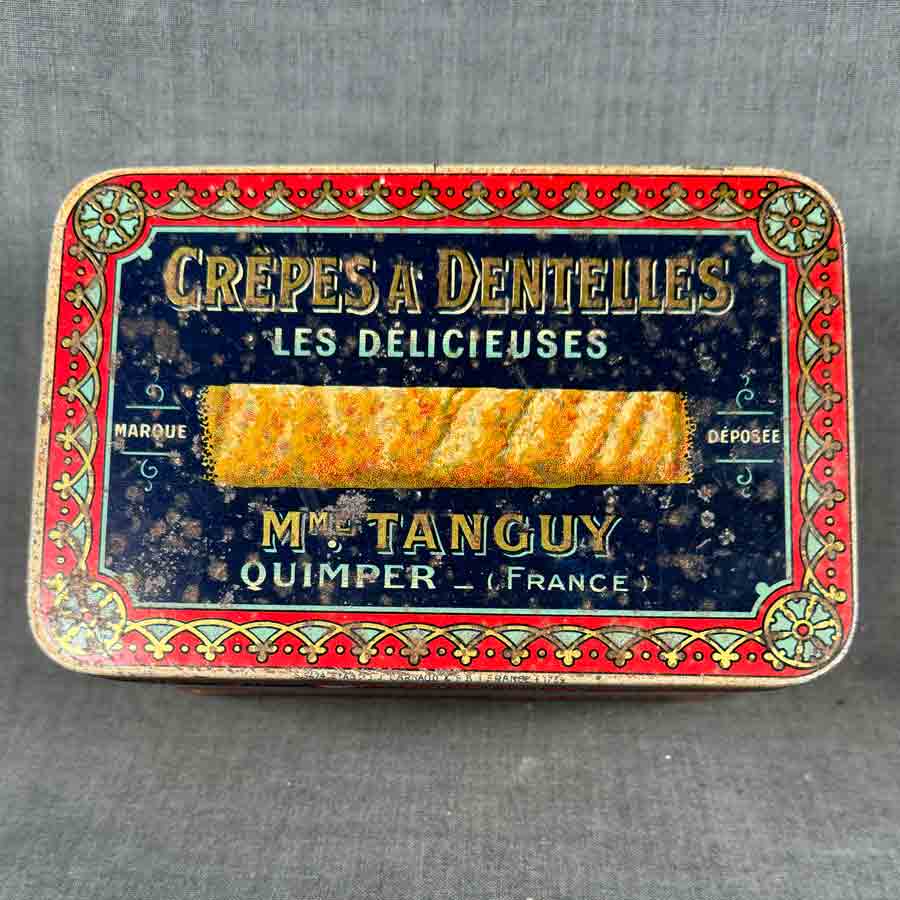 CRÊPES A DENTELLES
LES DÉLICIEUSES
MARQUE
DÉPOSÉE
MME TANGUY
QUIMPER _ (FRANCE)